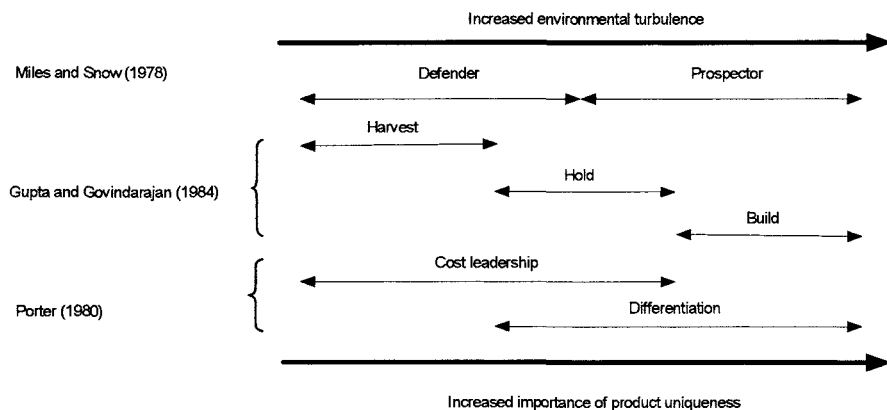 Increased environmental turbulence
Miles and Snow (1978)
Defender
Prospector
Harvest
Gupta and Govindarajan (1984)
Hold
Build
Cost leadership
Porter (1980)
Differentiation
Increased importance of product uniqueness